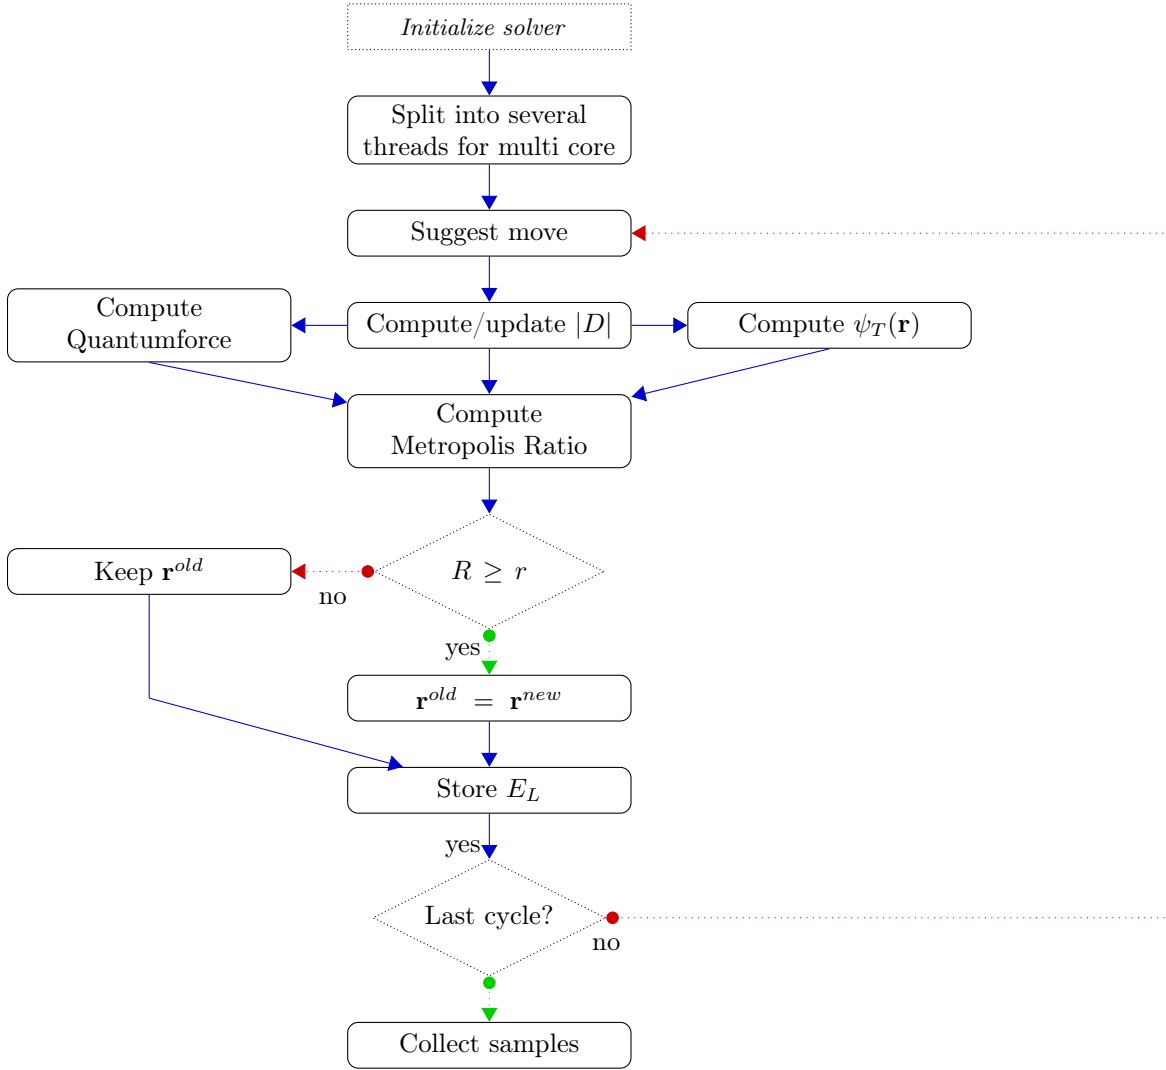 Initialize solver
Split into several
threads for multi core
Suggest move
Compute
Quantumforce
Compute/update |D|
Compute ψ_T(𝐫)
Compute
Metropolis Ratio
Keep 𝐫^{old}
no
R ≥ r
yes
𝐫^{old} = 𝐫^{new}
Store E_L
yes
Last cycle?
no
Collect samples